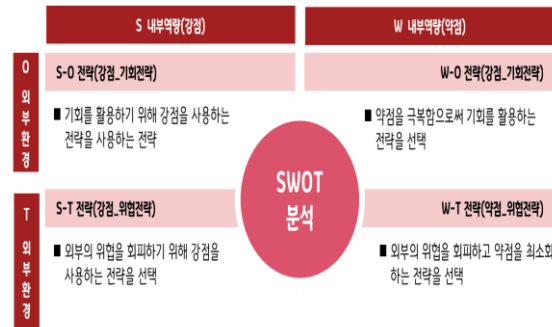 S 내부역량(강점)
W 내부역량(약점)
O 외부환경
S-O 전략(강점_기회전략)
■ 기회를 활용하기 위해 강점을 사용하는
전략을 사용하는 전략
W-O 전략(강점_기회전략)
■ 약점을 극복함으로써 기회를 활용하는
전략을 선택
SWOT
분석
T 외부환경
S-T 전략(강점_위협전략)
■ 외부의 위협을 회피하기 위해 강점을
사용하는 전략을 선택
W-T 전략(약점_위협전략)
■ 외부의 위협을 회피하고 약점을 최소화
하는 전략을 선택